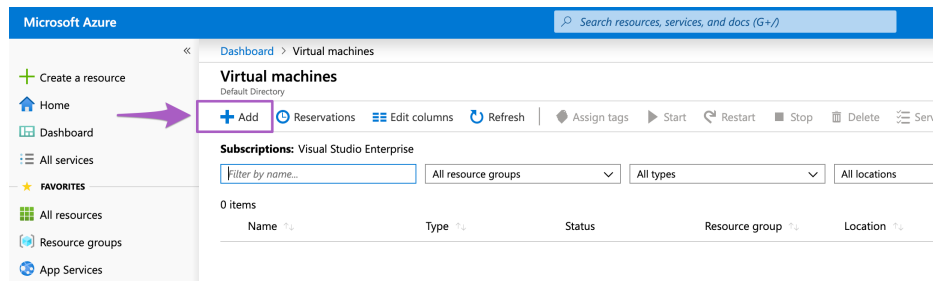 Microsoft Azure
Search resources, services, and docs (G+/)
«
Create a resource
Home
Dashboard
All services
FAVORITES
All resources
Resource groups
App Services
Dashboard > Virtual machines
Virtual machines
Default Directory
Add Reservations Edit columns Refresh Assign tags Start Restart Stop Delete
Subscriptions: Visual Studio Enterprise
Filter by name... All resource groups All types All locations
0 items
Name ↑↓ Type ↑↓ Status Resource group ↑↓ Location ↑↓